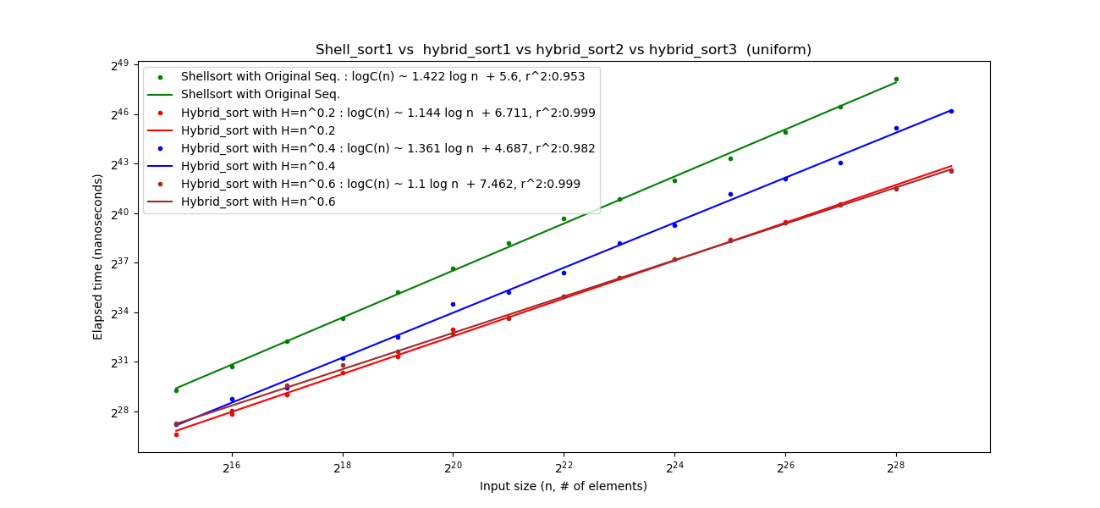 Shell_sort1 vs  hybrid_sort1 vs hybrid_sort2 vs hybrid_sort3  (uniform)
Shellsort with Original Seq. : logC(n) ~ 1.422 log n  + 5.6, r^2:0.953
Shellsort with Original Seq.
Hybrid_sort with H=n^0.2 : logC(n) ~ 1.144 log n  + 6.711, r^2:0.999
Hybrid_sort with H=n^0.2
Hybrid_sort with H=n^0.4 : logC(n) ~ 1.361 log n  + 4.687, r^2:0.982
Hybrid_sort with H=n^0.4
Hybrid_sort with H=n^0.6 : logC(n) ~ 1.1 log n  + 7.462, r^2:0.999
Hybrid_sort with H=n^0.6
Elapsed time (nanoseconds)
2^49
2^46
2^43
2^40
2^37
2^34
2^31
2^28
2^16 2^18 2^20 2^22 2^24 2^26 2^28
Input size (n, # of elements)